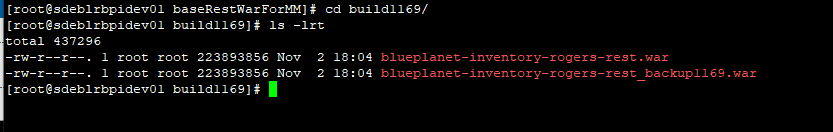 [root@sdeblrbpidev01 baseRestWarForMM]# cd build1169/
[root@sdeblrbpidev01 build1169]# ls -lrt
total 437296
-rw-r--r--. 1 root root 223893856 Nov  2 18:04 blueplanet-inventory-rogers-rest.war
-rw-r--r--. 1 root root 223893856 Nov  2 18:04 blueplanet-inventory-rogers-rest_backup1169.war
[root@sdeblrbpidev01 build1169]#